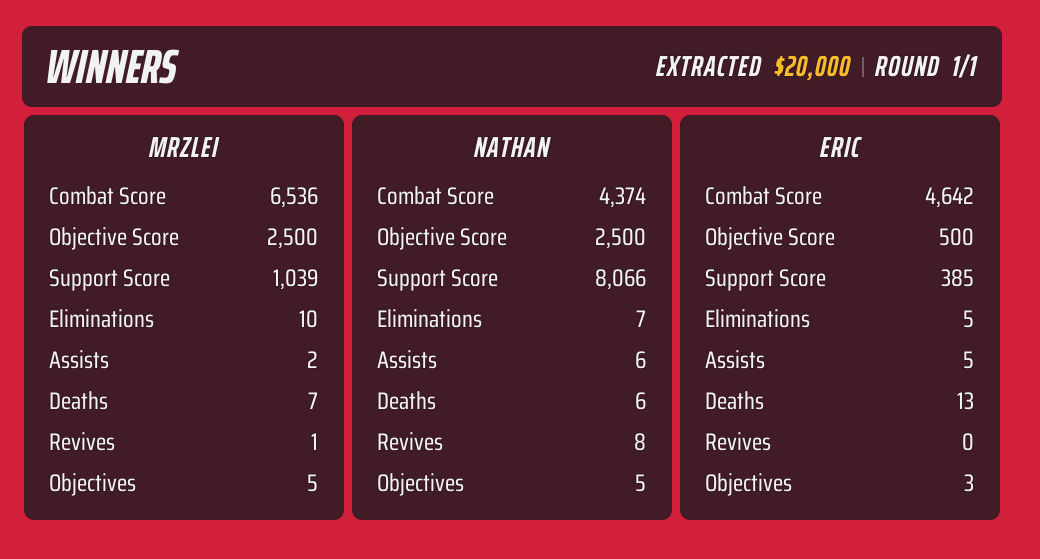 WINNERS
EXTRACTED $20,000 | ROUND 1/1
MRZLEI
Combat Score 6,536
Objective Score 2,500
Support Score 1,039
Eliminations 10
Assists 2
Deaths 7
Revives 1
Objectives 5
NATHAN
Combat Score 4,374
Objective Score 2,500
Support Score 8,066
Eliminations 7
Assists 6
Deaths 6
Revives 8
Objectives 5
ERIC
Combat Score 4,642
Objective Score 500
Support Score 385
Eliminations 5
Assists 5
Deaths 13
Revives 0
Objectives 3